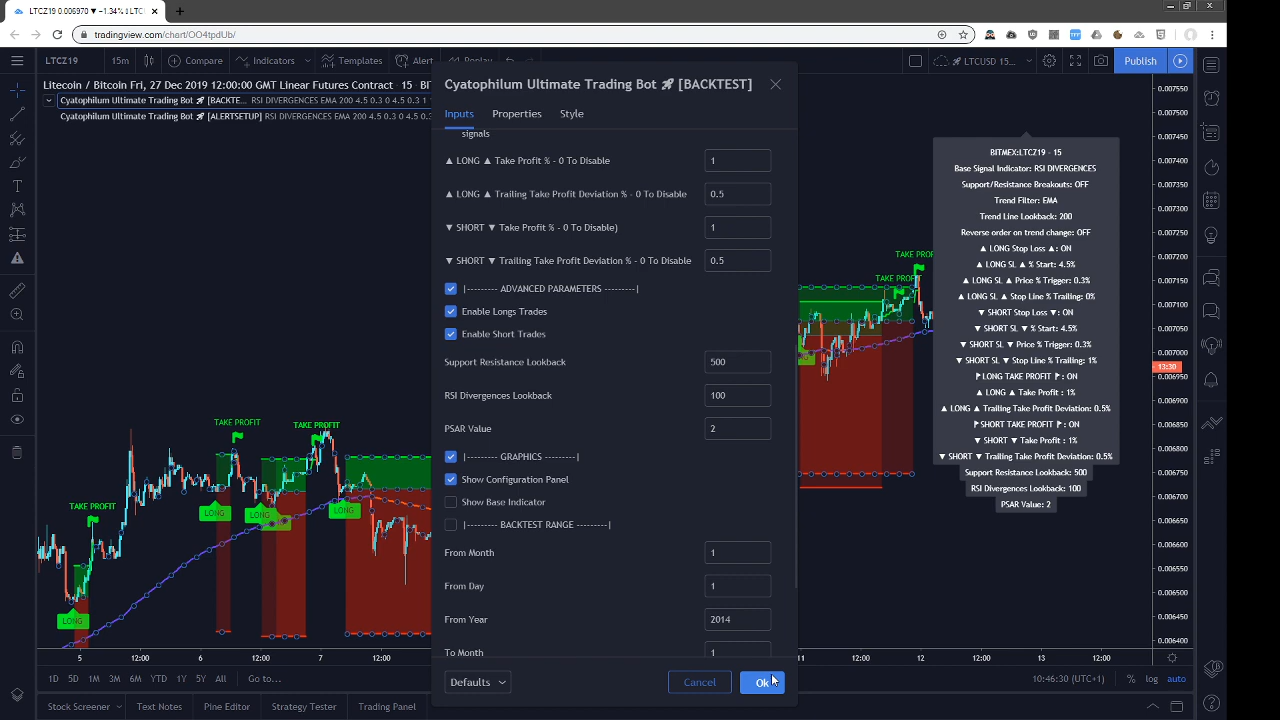 LTCZ19 0.006970 ▼ −1.34%
tradingview.com/chart/OO4tpdUb/
LTCZ19
15m
Compare
Indicators
Templates
Alert
Replay
LTCUSD 15M...
Publish
Litecoin / Bitcoin Fri, 27 Dec 2019 12:00:00 GMT Linear Futures Contract · 15 · B
Cyatophilum Ultimate Trading Bot 🚀 [BACKTE... RSI DIVERGENCES EMA 200 4.5 0.3 0 4.5 0.3 1
Cyatophilum Ultimate Trading Bot 🚀 [ALERTSETUP] RSI DIVERGENCES EMA 200 4.5 0.3 0
Cyatophilum Ultimate Trading Bot 🚀 [BACKTEST]
Inputs Properties Style
signals
▲ LONG ▲ Take Profit % - 0 To Disable 1
▲ LONG ▲ Trailing Take Profit Deviation % - 0 To Disable 0.5
▼ SHORT ▼ Take Profit % - 0 To Disable) 1
▼ SHORT ▼ Trailing Take Profit Deviation % - 0 To Disable 0.5
|--------- ADVANCED PARAMETERS ---------|
Enable Longs Trades
Enable Short Trades
Support Resistance Lookback 500
RSI Divergences Lookback 100
PSAR Value 2
|--------- GRAPHICS ---------|
Show Configuration Panel
Show Base Indicator
|--------- BACKTEST RANGE ---------|
From Month 1
From Day 1
From Year 2014
To Month 1
Defaults
Cancel
Ok
TAKE PROFIT
LONG
TAKE PROFIT
LONG
TAKE PROFIT
LONG
LONG
TAKE PROF
TAKE PROF
BITMEX:LTCZ19 - 15
Base Signal Indicator: RSI DIVERGENCES
Support/Resistance Breakouts: OFF
Trend Filter: EMA
Trend Line Lookback: 200
Reverse order on trend change: OFF
▲ LONG Stop Loss ▲: ON
▲ LONG SL ▲ % Start: 4.5%
▲ LONG SL ▲ Price % Trigger: 0.3%
▲ LONG SL ▲ Stop Line % Trailing: 0%
▼ SHORT Stop Loss ▼: ON
▼ SHORT SL ▼ % Start: 4.5%
▼ SHORT SL ▼ Price % Trigger: 0.3%
▼ SHORT SL ▼ Stop Line % Trailing: 1%
⚑LONG TAKE PROFIT ⚑: ON
▲ LONG ▲ Take Profit : 1%
▲ LONG ▲ Trailing Take Profit Deviation: 0.5%
⚑SHORT TAKE PROFIT ⚑: ON
▼ SHORT ▼ Take Profit : 1%
▼ SHORT ▼ Trailing Take Profit Deviation: 0.5%
Support Resistance Lookback: 500
RSI Divergences Lookback: 100
PSAR Value: 2
0.007550
0.007500
0.007450
0.007400
0.007350
0.007300
0.007250
0.007200
0.007150
0.007100
0.007050
0.007000
13:30
0.006950
0.006900
0.006850
0.006800
0.006750
0.006700
0.006650
0.006600
0.006550
0.006500
0.006450
0.006400
5 12:00 6 12:00 7 12:00 11 12:00 12 12:00 13 12:00
1D 5D 1M 3M 6M YTD 1Y 5Y All Go to...
10:46:30 (UTC+1) % log auto
Stock Screener Text Notes Pine Editor Strategy Tester Trading Panel